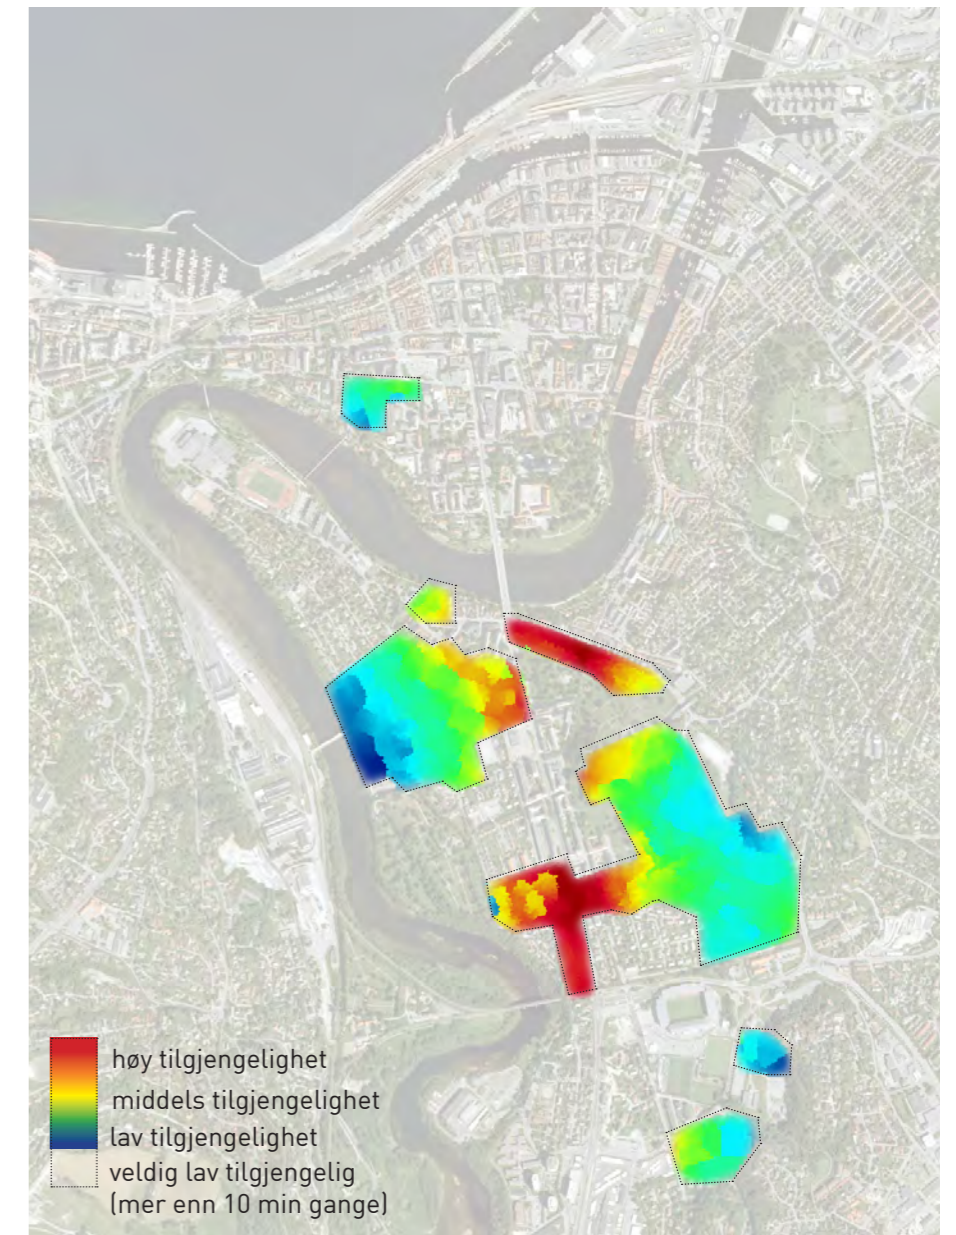 høy tilgjengelighet
middels tilgjengelighet
lav tilgjengelighet
veldig lav tilgjengelig
(mer enn 10 min gange)